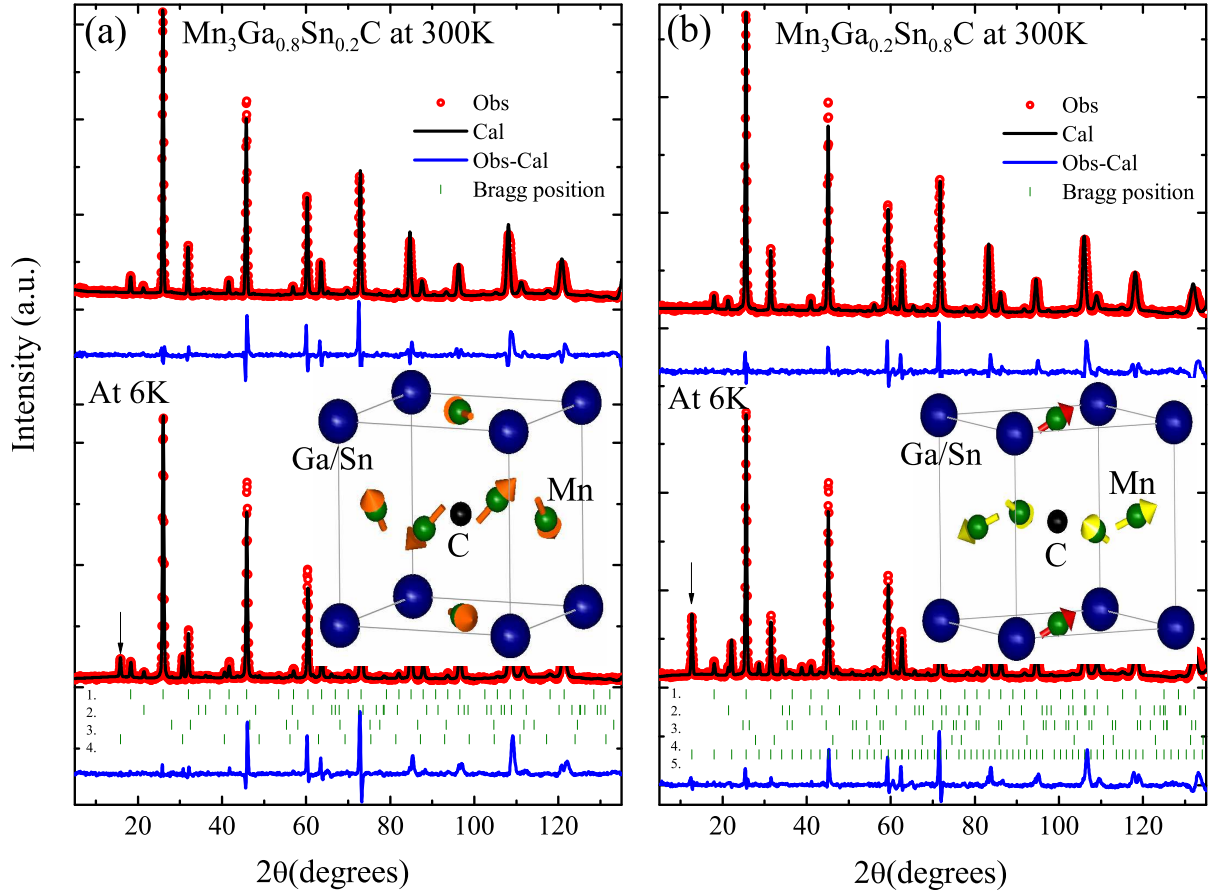 (a) Mn₃Ga₀.₈Sn₀.₂C at 300K
Obs
Cal
Obs-Cal
Bragg position
At 6K
Ga/Sn
Mn
C
1.
2.
3.
4.
20 40 60 80 100 120
2θ(degrees)
Intensity (a.u.)
(b) Mn₃Ga₀.₂Sn₀.₈C at 300K
Obs
Cal
Obs-Cal
Bragg position
At 6K
Ga/Sn
Mn
C
1.
2.
3.
4.
5.
20 40 60 80 100 120
2θ(degrees)